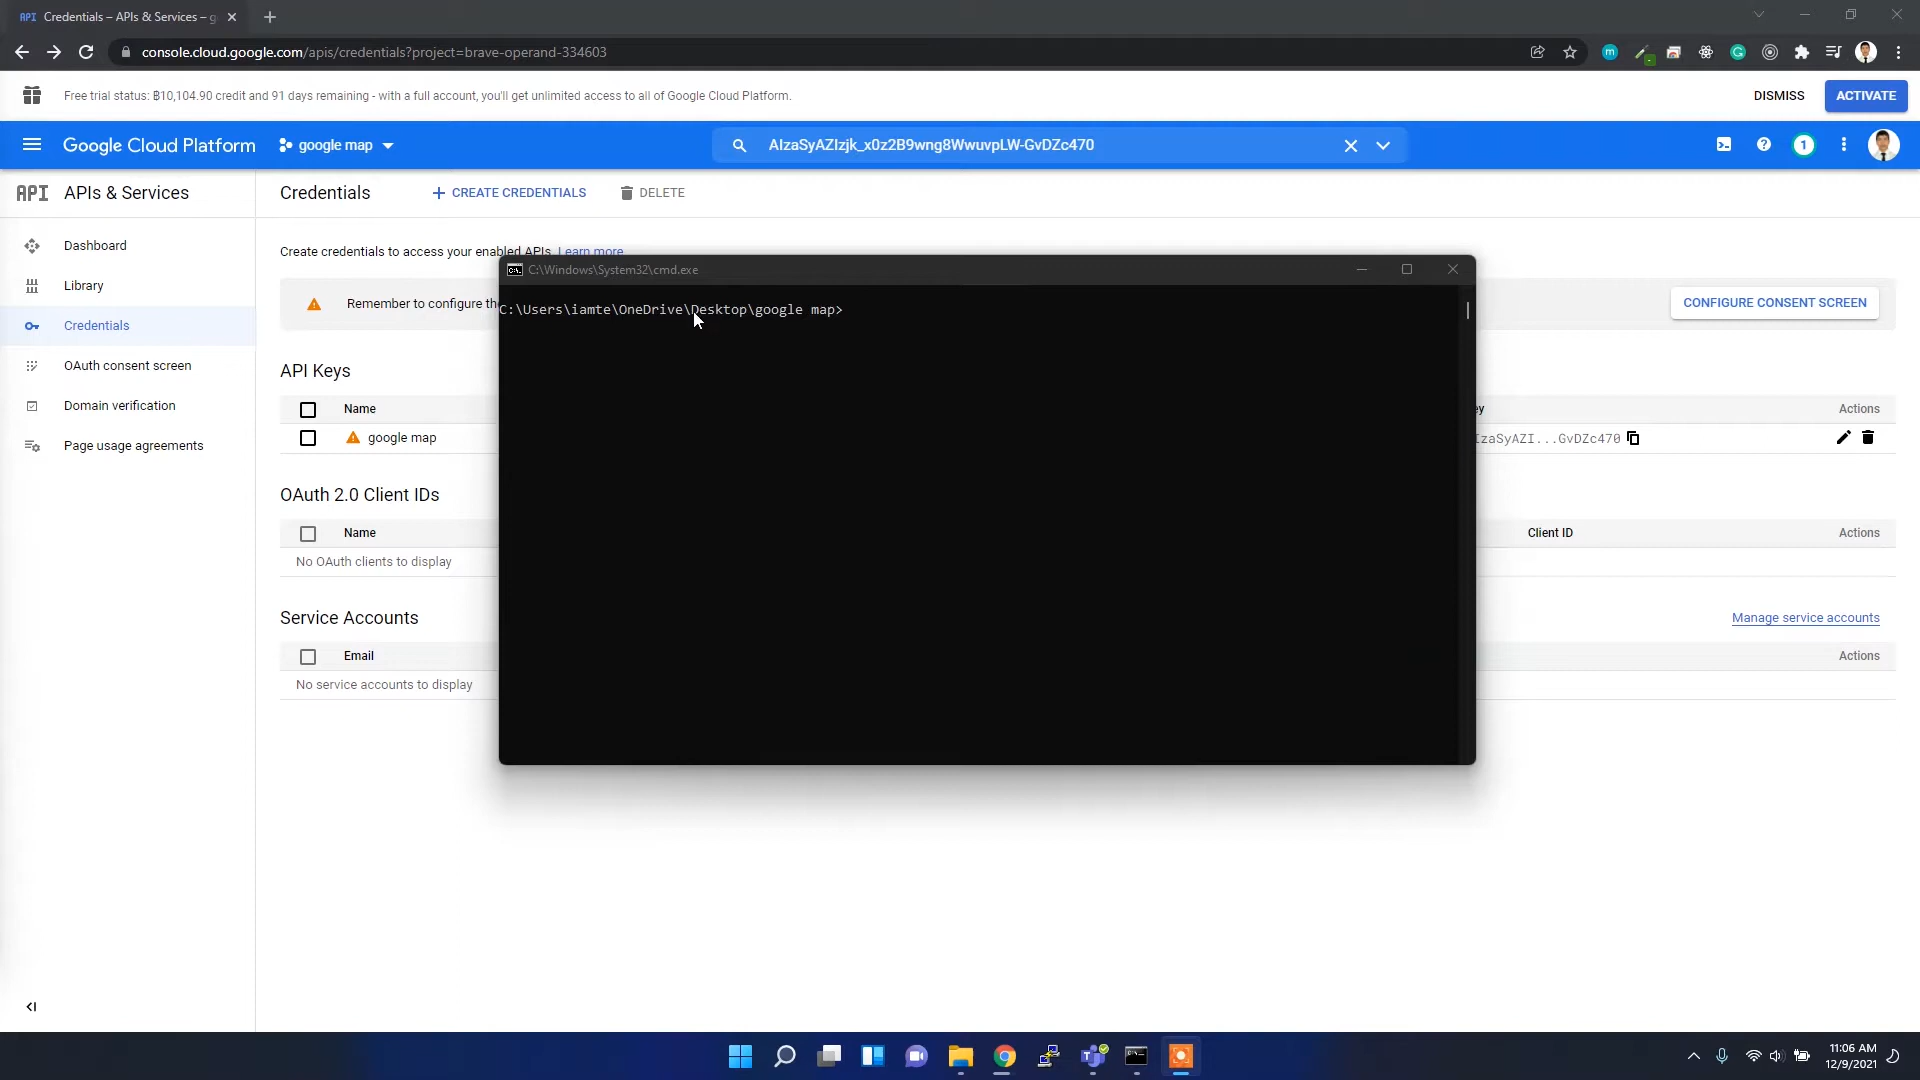 API Credentials – APIs & Services – g
console.cloud.google.com/apis/credentials?project=brave-operand-334603
Free trial status: ฿10,104.90 credit and 91 days remaining - with a full account, you'll get unlimited access to all of Google Cloud Platform.
DISMISS
ACTIVATE
Google Cloud Platform
google map
AIzaSyAZIzjk_x0z2B9wng8WwuvpLW-GvDZc470
1
API APIs & Services
Credentials
CREATE CREDENTIALS
DELETE
Dashboard
Library
Credentials
OAuth consent screen
Domain verification
Page usage agreements
Create credentials to access your enabled APIs. Learn more
Remember to configure th
CONFIGURE CONSENT SCREEN
C:\Windows\System32\cmd.exe
C:\Users\iamte\OneDrive\Desktop\google map>
API Keys
Name
ey
Actions
google map
IzaSyAZI...GvDZc470
OAuth 2.0 Client IDs
Name
Client ID
Actions
No OAuth clients to display
Service Accounts
Manage service accounts
Email
Actions
No service accounts to display
11:06 AM
12/9/2021